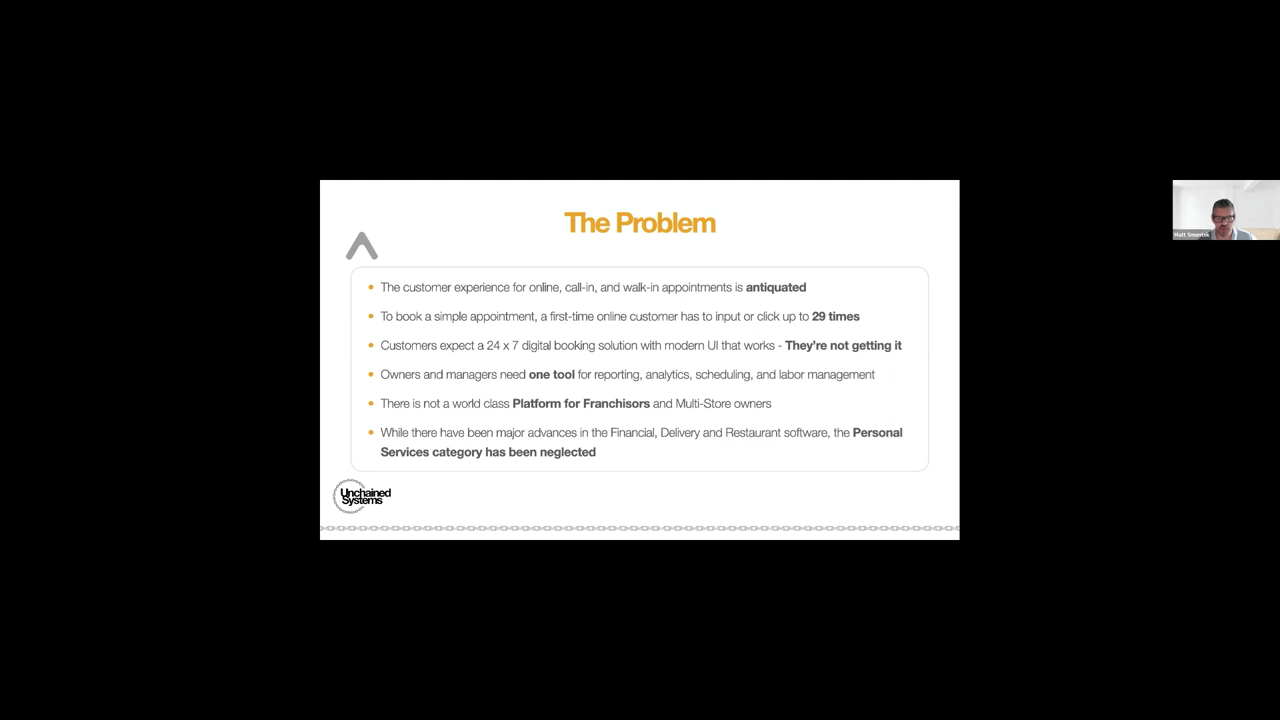 The Problem
The customer experience for online, call-in, and walk-in appointments is antiquated
To book a simple appointment, a first-time online customer has to input or click up to 29 times
Customers expect a 24 x 7 digital booking solution with modern UI that works - They're not getting it
Owners and managers need one tool for reporting, analytics, scheduling, and labor management
There is not a world class Platform for Franchisors and Multi-Store owners
While there have been major advances in the Financial, Delivery and Restaurant software, the Personal
Services category has been neglected
Unchained
Systems
Matt